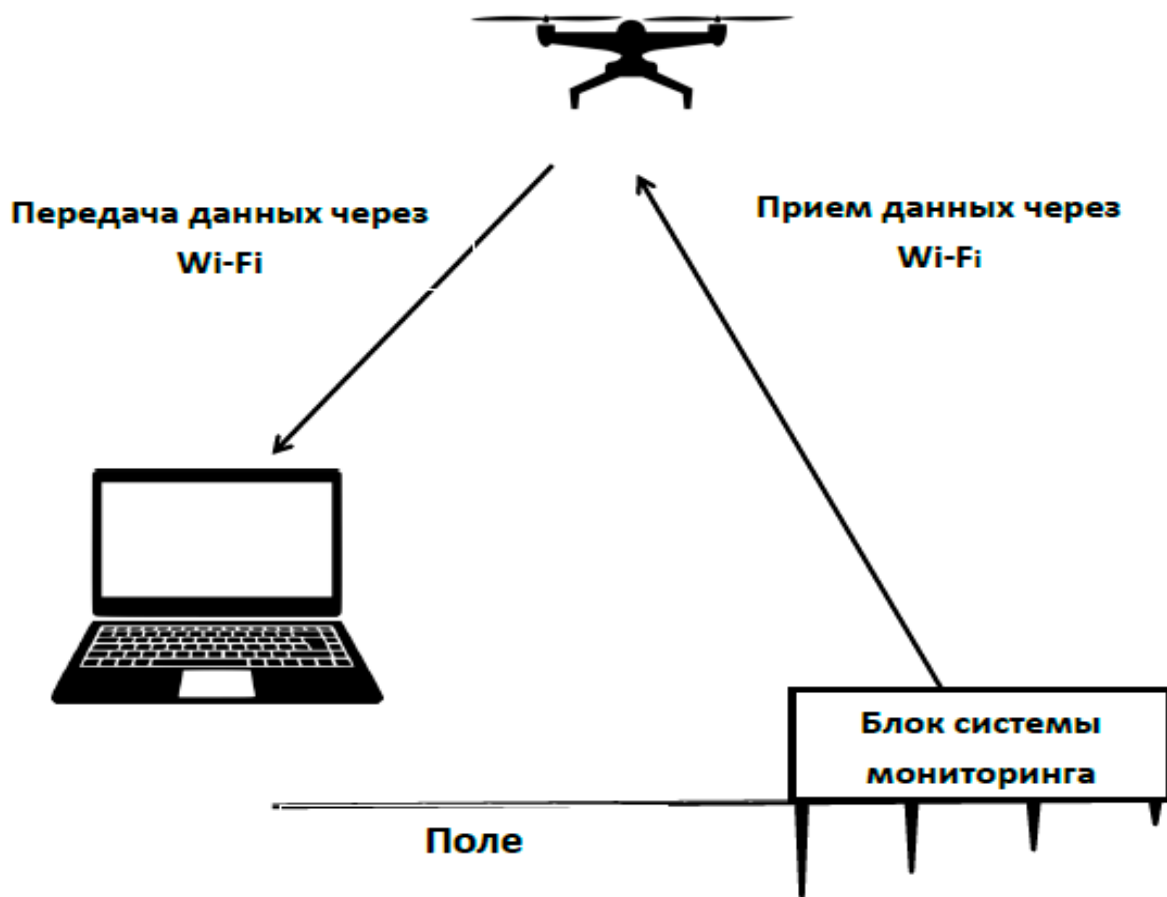 Передача данных через
Wi-Fi
Прием данных через
Wi-Fi
Блок системы
мониторинга
Поле